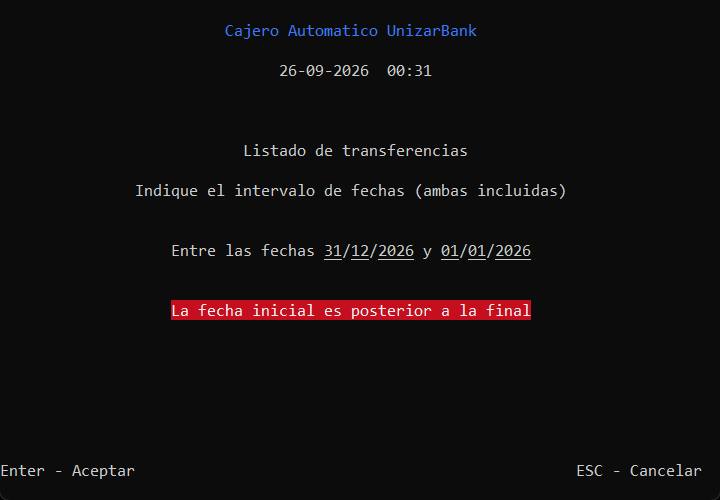 Cajero Automatico UnizarBank
26-09-2026  00:31
Listado de transferencias
Indique el intervalo de fechas (ambas incluidas)
Entre las fechas 31/12/2026 y 01/01/2026
La fecha inicial es posterior a la final
Enter - Aceptar
ESC - Cancelar